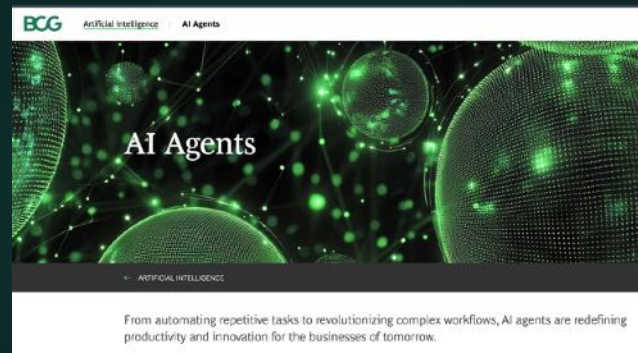 BCG Artificial Intelligence AI Agents
AI Agents
← ARTIFICIAL INTELLIGENCE
From automating repetitive tasks to revolutionizing complex workflows, AI agents are redefining
productivity and innovation for the businesses of tomorrow.